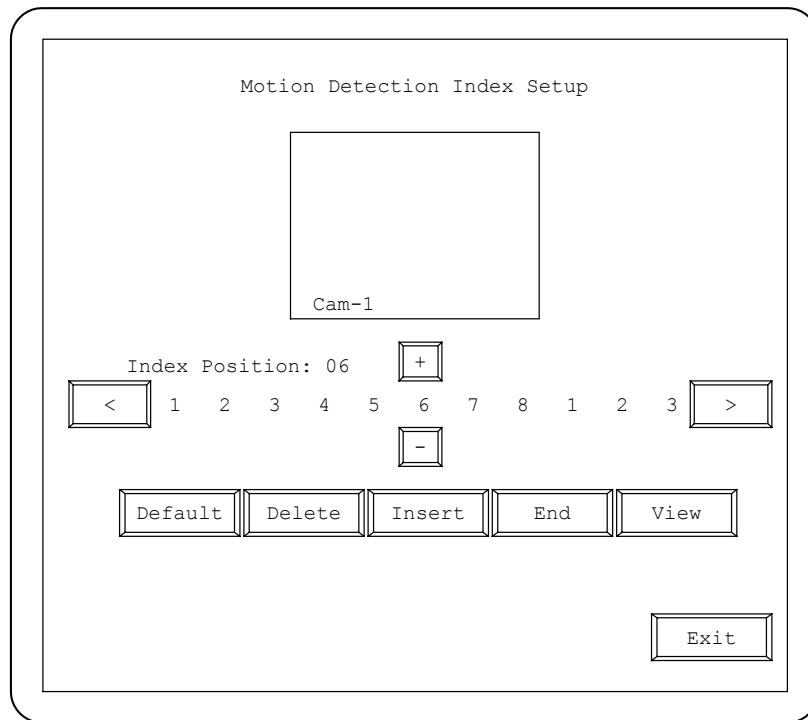 Motion Detection Index Setup
Cam-1
+
Index Position: 06
< 1 2 3 4 5 6 7 8 1 2 3 >
-
Default Delete Insert End View
Exit